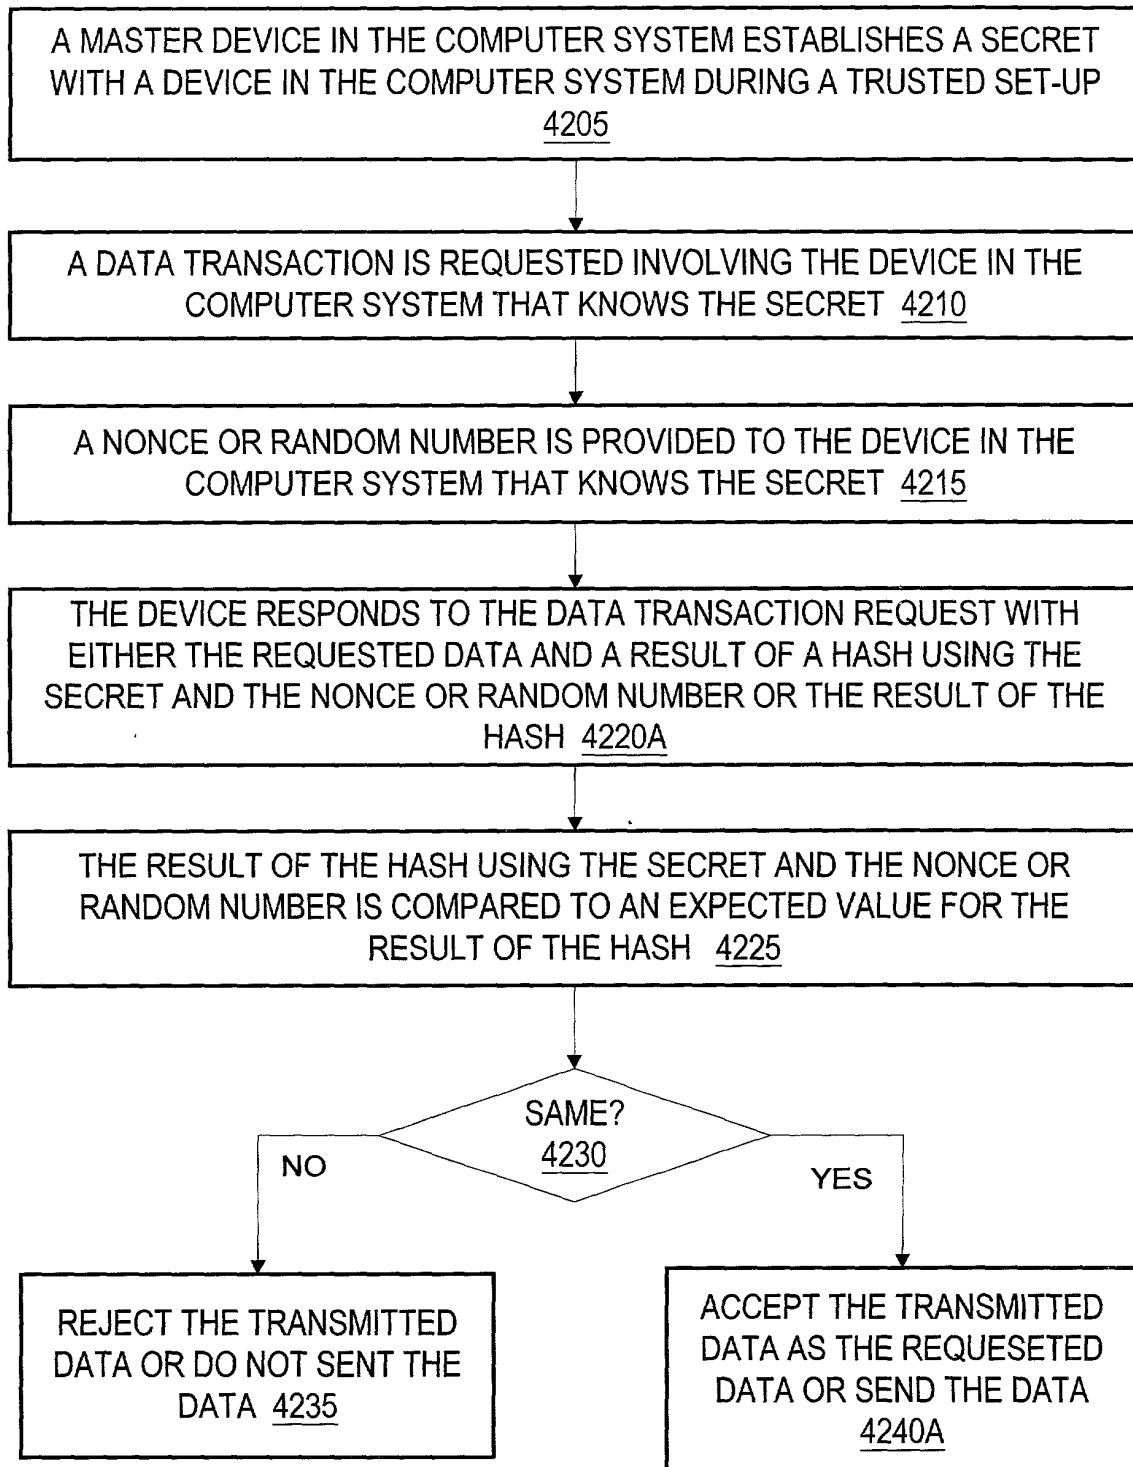 A MASTER DEVICE IN THE COMPUTER SYSTEM ESTABLISHES A SECRET
WITH A DEVICE IN THE COMPUTER SYSTEM DURING A TRUSTED SET-UP
4205
A DATA TRANSACTION IS REQUESTED INVOLVING THE DEVICE IN THE
COMPUTER SYSTEM THAT KNOWS THE SECRET 4210
A NONCE OR RANDOM NUMBER IS PROVIDED TO THE DEVICE IN THE
COMPUTER SYSTEM THAT KNOWS THE SECRET 4215
THE DEVICE RESPONDS TO THE DATA TRANSACTION REQUEST WITH
EITHER THE REQUESTED DATA AND A RESULT OF A HASH USING THE
SECRET AND THE NONCE OR RANDOM NUMBER OR THE RESULT OF THE
HASH 4220A
THE RESULT OF THE HASH USING THE SECRET AND THE NONCE OR
RANDOM NUMBER IS COMPARED TO AN EXPECTED VALUE FOR THE
RESULT OF THE HASH 4225
SAME?
4230
NO
YES
REJECT THE TRANSMITTED
DATA OR DO NOT SENT THE
DATA 4235
ACCEPT THE TRANSMITTED
DATA AS THE REQUESETED
DATA OR SEND THE DATA
4240A